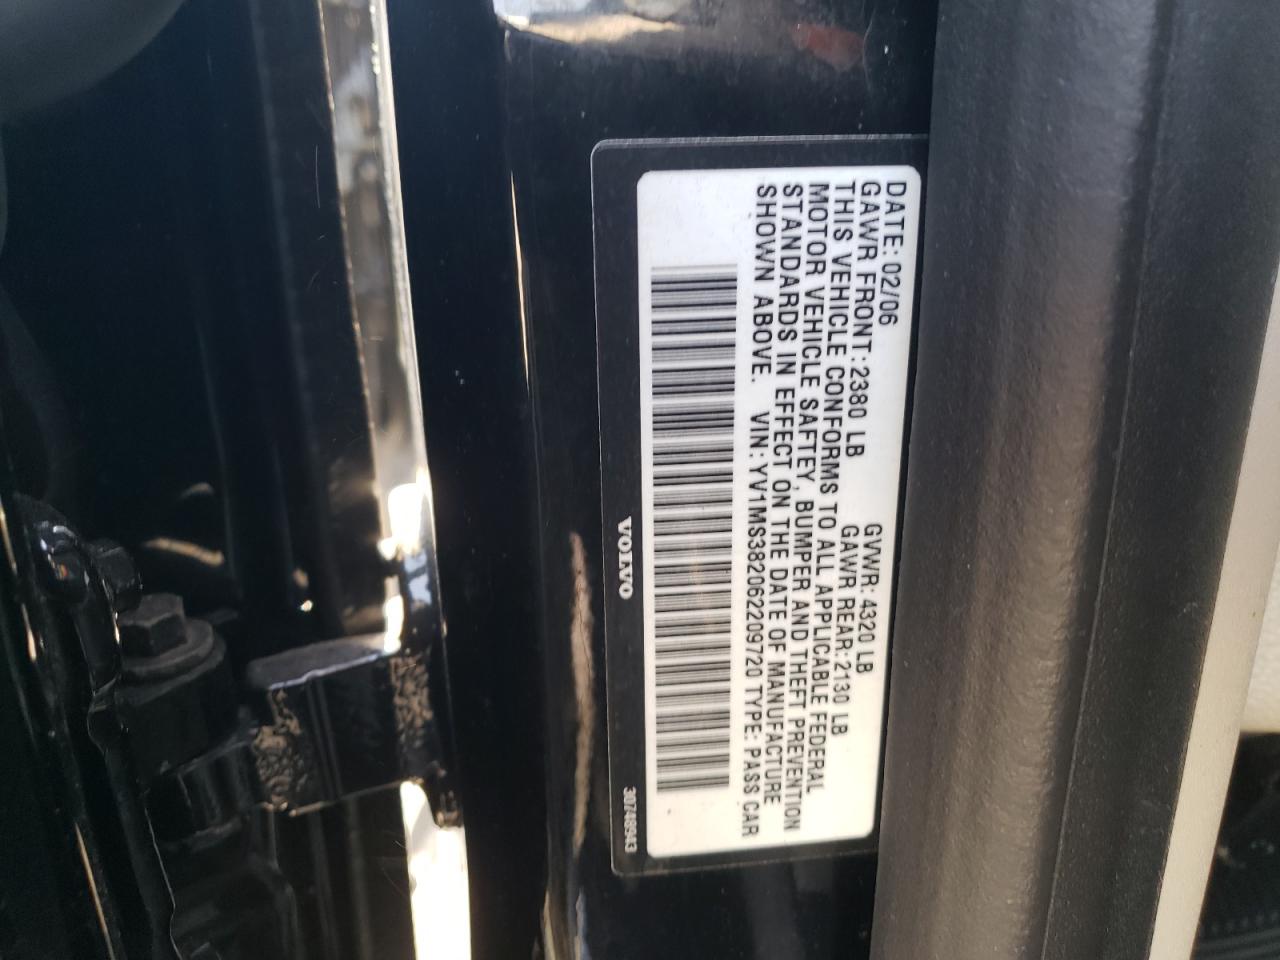 DATE: 02/06 GVWR: 4320 LB
GAWR FRONT: 2380 LB GAWR REAR: 2130 LB
THIS VEHICLE CONFORMS TO ALL APPLICABLE FEDERAL
MOTOR VEHICLE SAFTEY, BUMPER AND THEFT PREVENTION
STANDARDS IN EFFECT ON THE DATE OF MANUFACTURE
SHOWN ABOVE. VIN: YV1MS382062209720 TYPE: PASS CAR
VOLVO
30748943